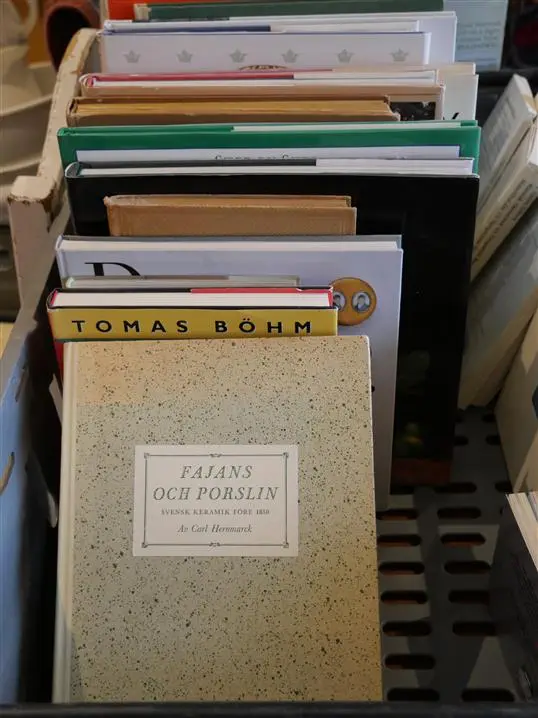 TOMAS BÖHM
FAJANS
OCH PORSLIN
SVENSK KERAMIK FÖRE 1850
Av Carl Hernmarck